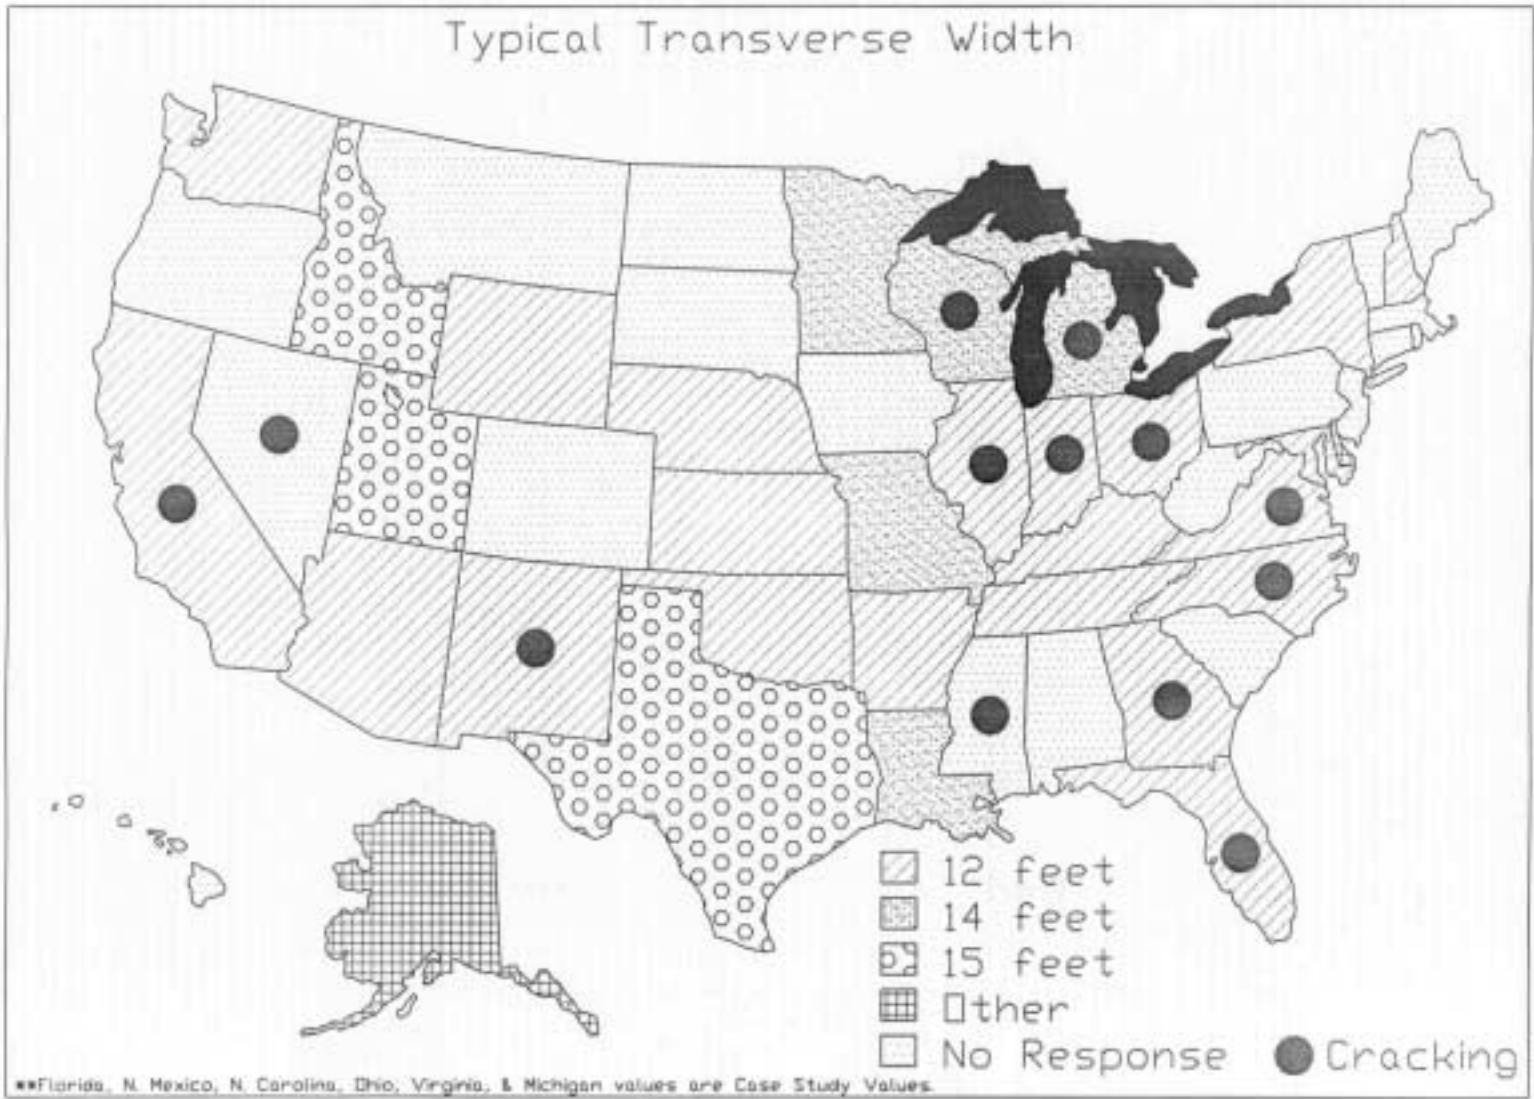 Typical Transverse Width
12 feet
14 feet
15 feet
Other
No Response
Cracking
**Florida, N. Mexico, N. Carolina, Ohio, Virginia, & Michigan values are Case Study Values.